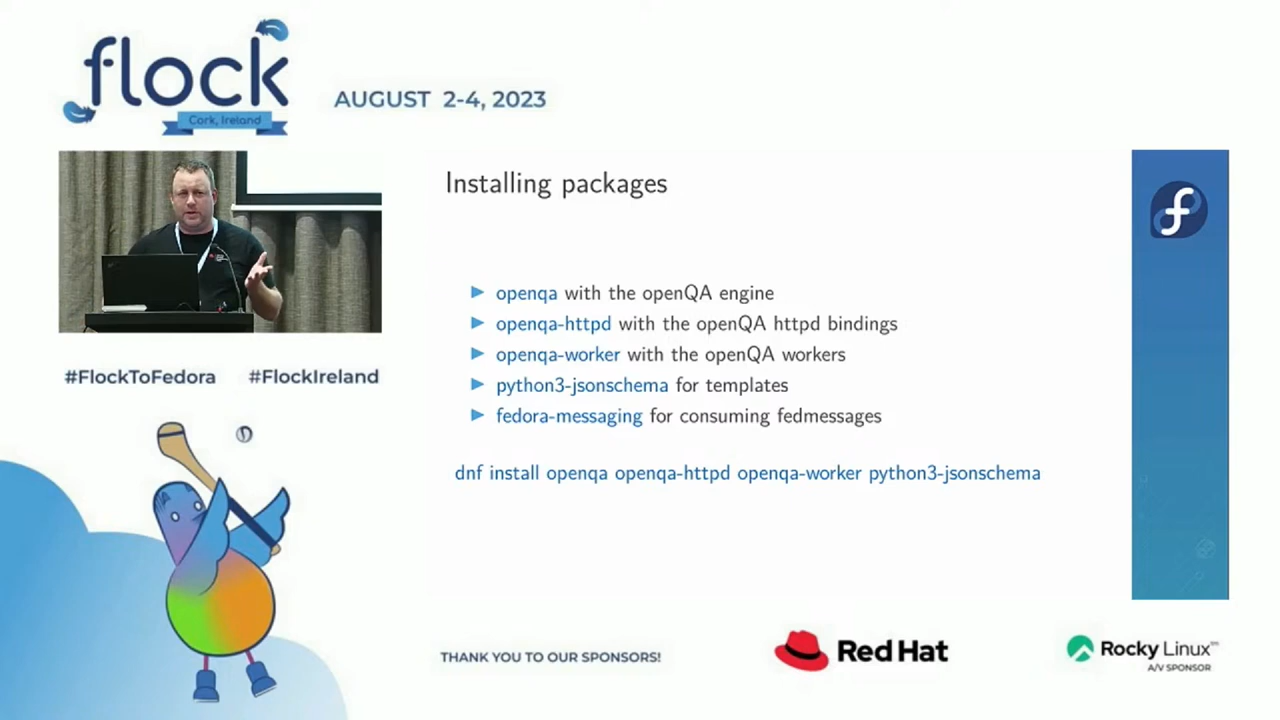 flock
Cork, Ireland
AUGUST 2-4, 2023
Installing packages
openqa with the openQA engine
openqa-httpd with the openQA httpd bindings
openqa-worker with the openQA workers
python3-jsonschema for templates
fedora-messaging for consuming fedmessages
dnf install openqa openqa-httpd openqa-worker python3-jsonschema
#FlockToFedora #FlockIreland
THANK YOU TO OUR SPONSORS!
Red Hat
Rocky Linux™
A/V SPONSOR